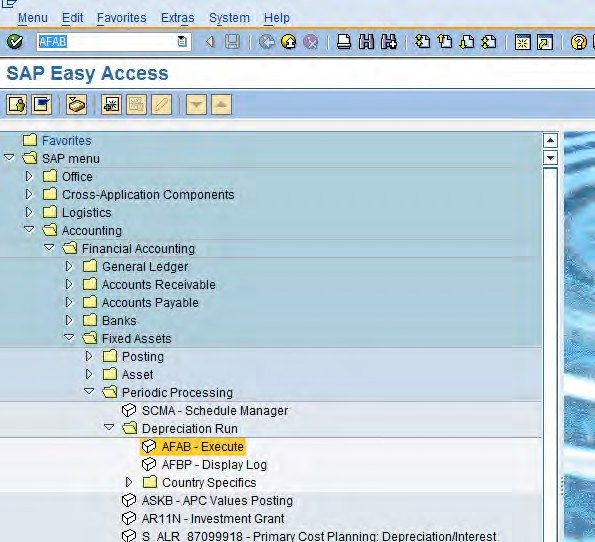 Menu Edit Favorites Extras System Help
AFAB
SAP Easy Access
Favorites
SAP menu
Office
Cross-Application Components
Logistics
Accounting
Financial Accounting
General Ledger
Accounts Receivable
Accounts Payable
Banks
Fixed Assets
Posting
Asset
Periodic Processing
SCMA - Schedule Manager
Depreciation Run
AFAB - Execute
AFBP - Display Log
Country Specifics
ASKB - APC Values Posting
AR11N - Investment Grant
S_ALR_87099918 - Primary Cost Planning: Depreciation/Interest